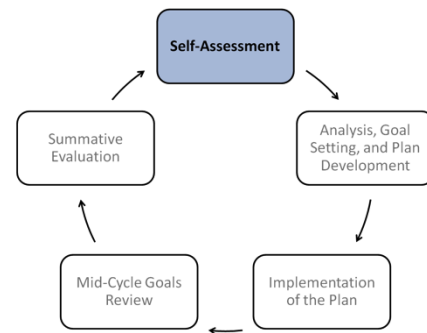 Self-Assessment
Analysis, Goal
Setting, and Plan
Development
Implementation
of the Plan
Mid-Cycle Goals
Review
Summative
Evaluation